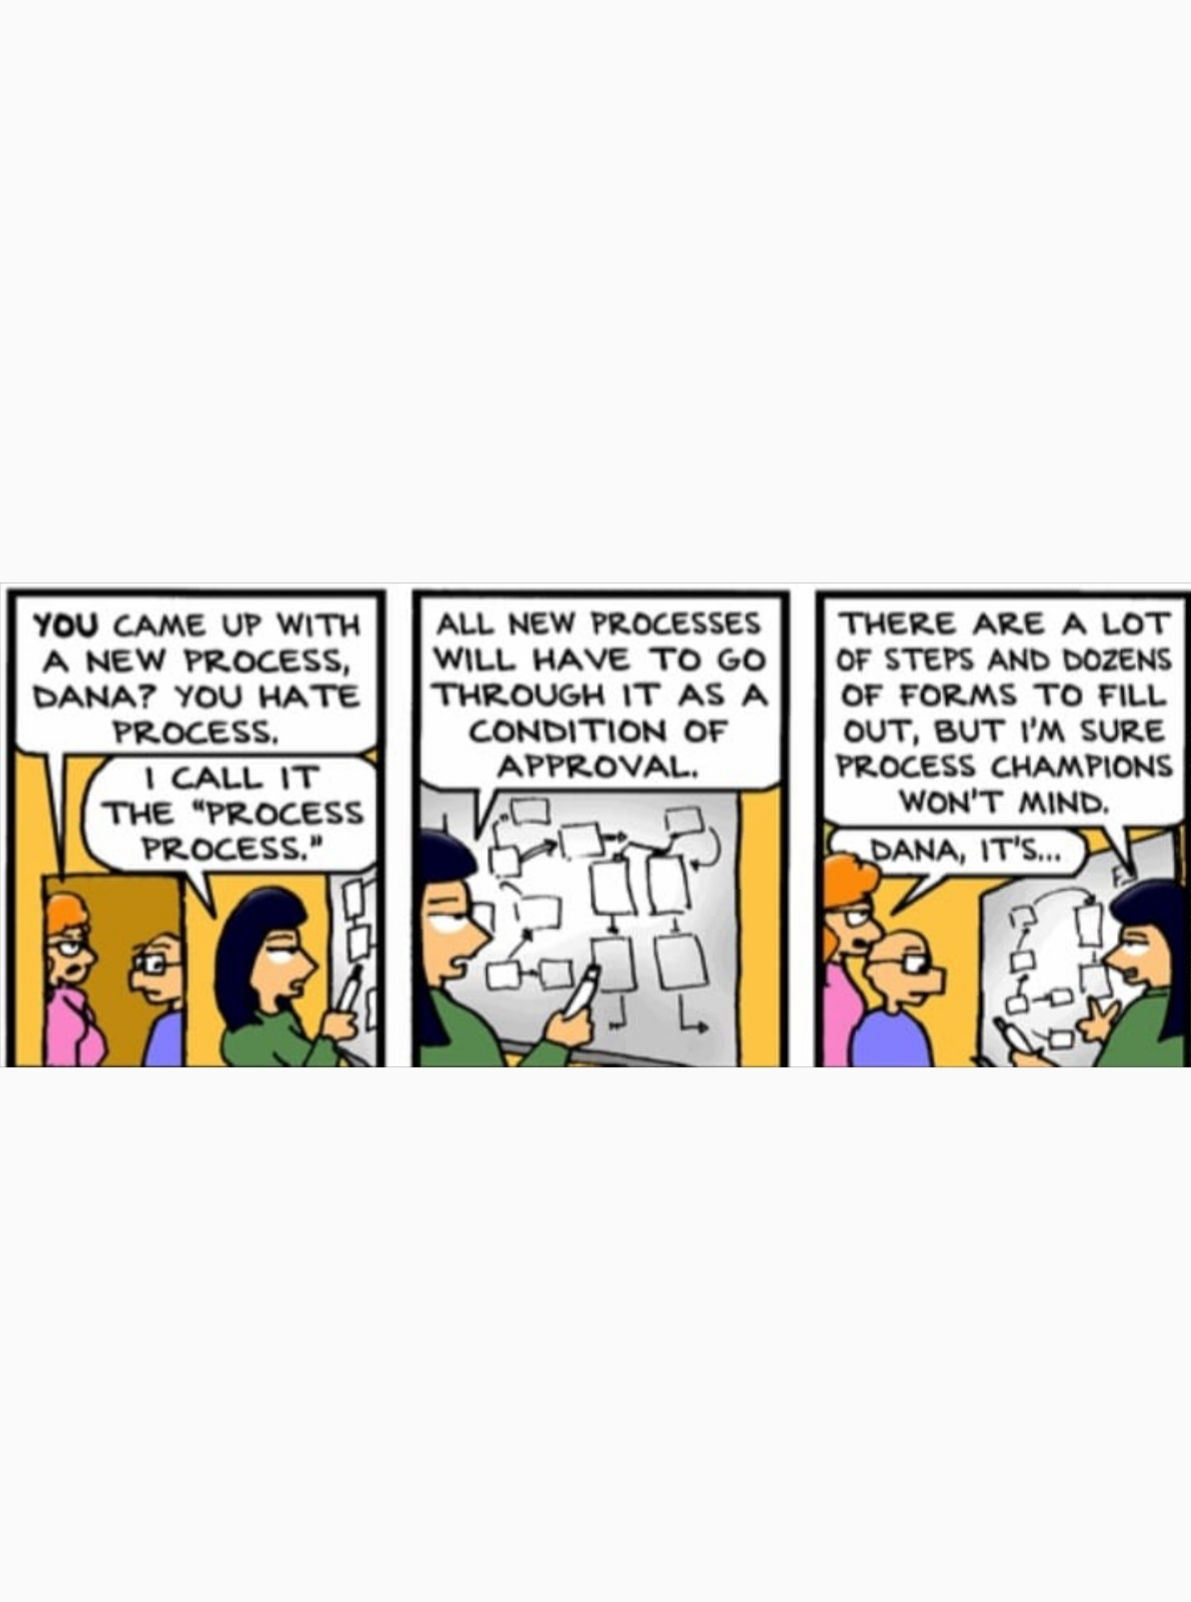 YOU CAME UP WITH
A NEW PROCESS,
DANA? YOU HATE
PROCESS.
I CALL IT
THE "PROCESS
PROCESS."
ALL NEW PROCESSES
WILL HAVE TO GO
THROUGH IT AS A
CONDITION OF
APPROVAL.
THERE ARE A LOT
OF STEPS AND DOZENS
OF FORMS TO FILL
OUT, BUT I'M SURE
PROCESS CHAMPIONS
WON'T MIND.
DANA, IT'S...